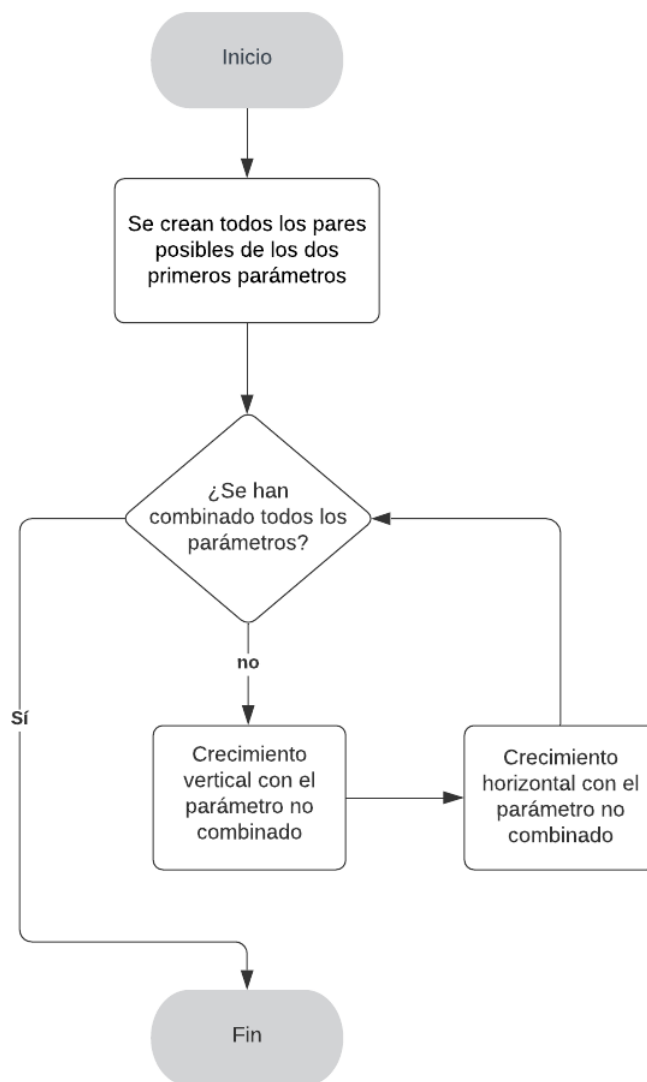 Inicio
Se crean todos los pares
posibles de los dos
primeros parámetros
¿Se han
combinado todos los
parámetros?
no
Sí
Crecimiento
vertical con el
parámetro no
combinado
Crecimiento
horizontal con el
parámetro no
combinado
Fin